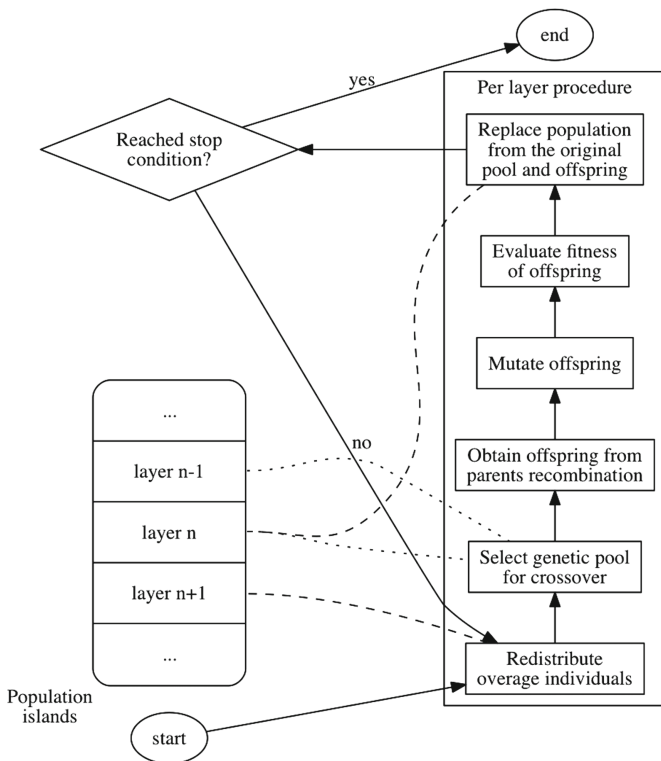 end
yes
Per layer procedure
Reached stop
condition?
Replace population
from the original
pool and offspring
Evaluate fitness
of offspring
Mutate offspring
...
no
layer n-1
Obtain offspring from
parents recombination
layer n
Select genetic pool
for crossover
layer n+1
...
Redistribute
overage individuals
Population
islands
start